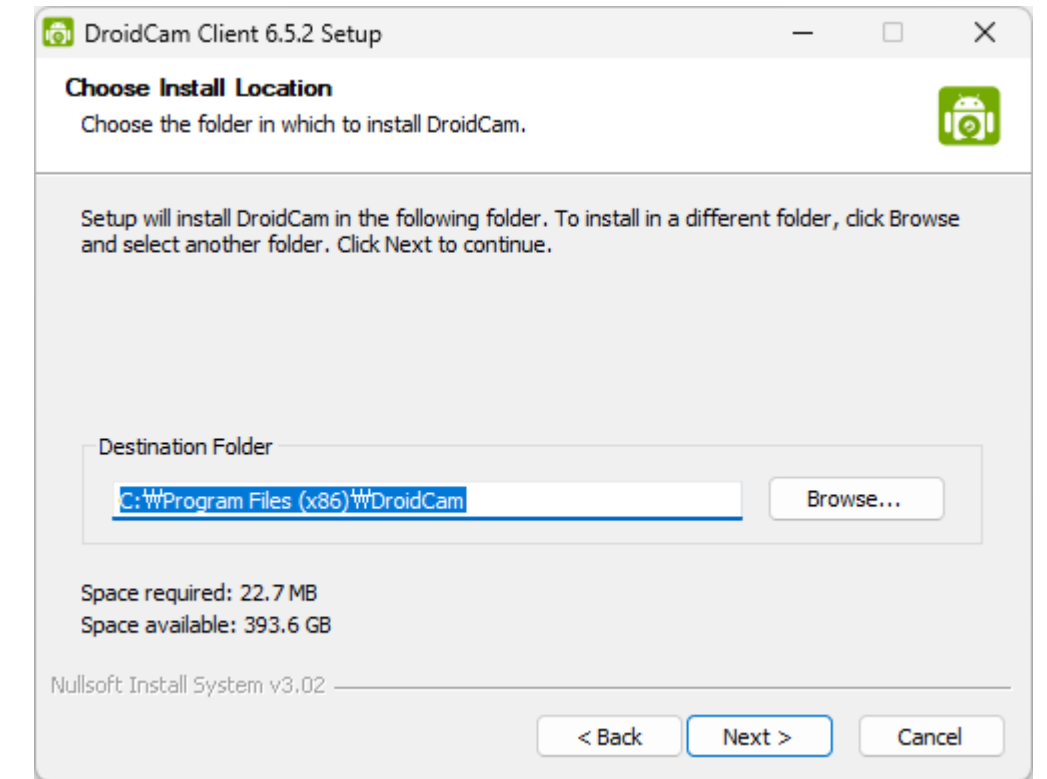 DroidCam Client 6.5.2 Setup
Choose Install Location
Choose the folder in which to install DroidCam.
Setup will install DroidCam in the following folder. To install in a different folder, click Browse
and select another folder. Click Next to continue.
Destination Folder
C:₩Program Files (x86)₩DroidCam
Browse...
Space required: 22.7 MB
Space available: 393.6 GB
Nullsoft Install System v3.02
< Back
Next >
Cancel